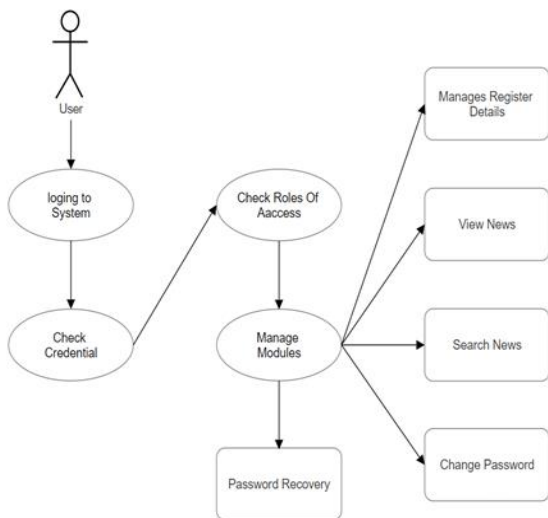 User
loging to
System
Check
Credential
Check Roles Of
Aaccess
Manage
Modules
Password Recovery
Manages Register
Details
View News
Search News
Change Password